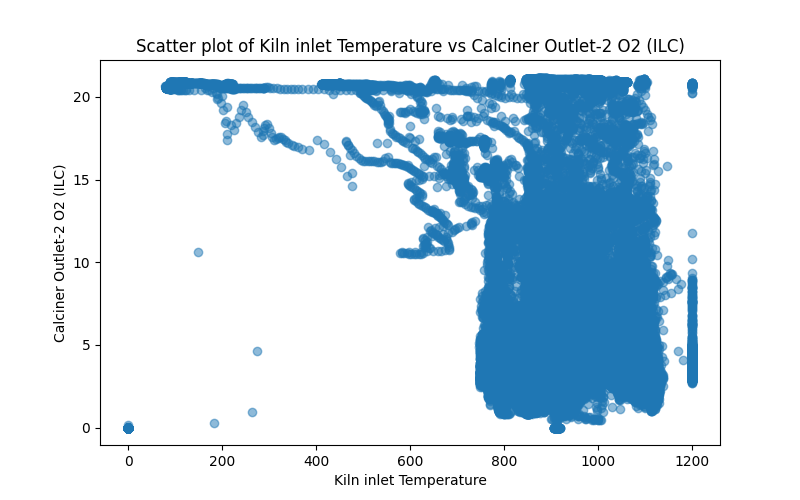 Scatter plot of Kiln inlet Temperature vs Calciner Outlet-2 O2 (ILC)
20
15
10
5
0
Calciner Outlet-2 O2 (ILC)
0 200 400 600 800 1000 1200
Kiln inlet Temperature